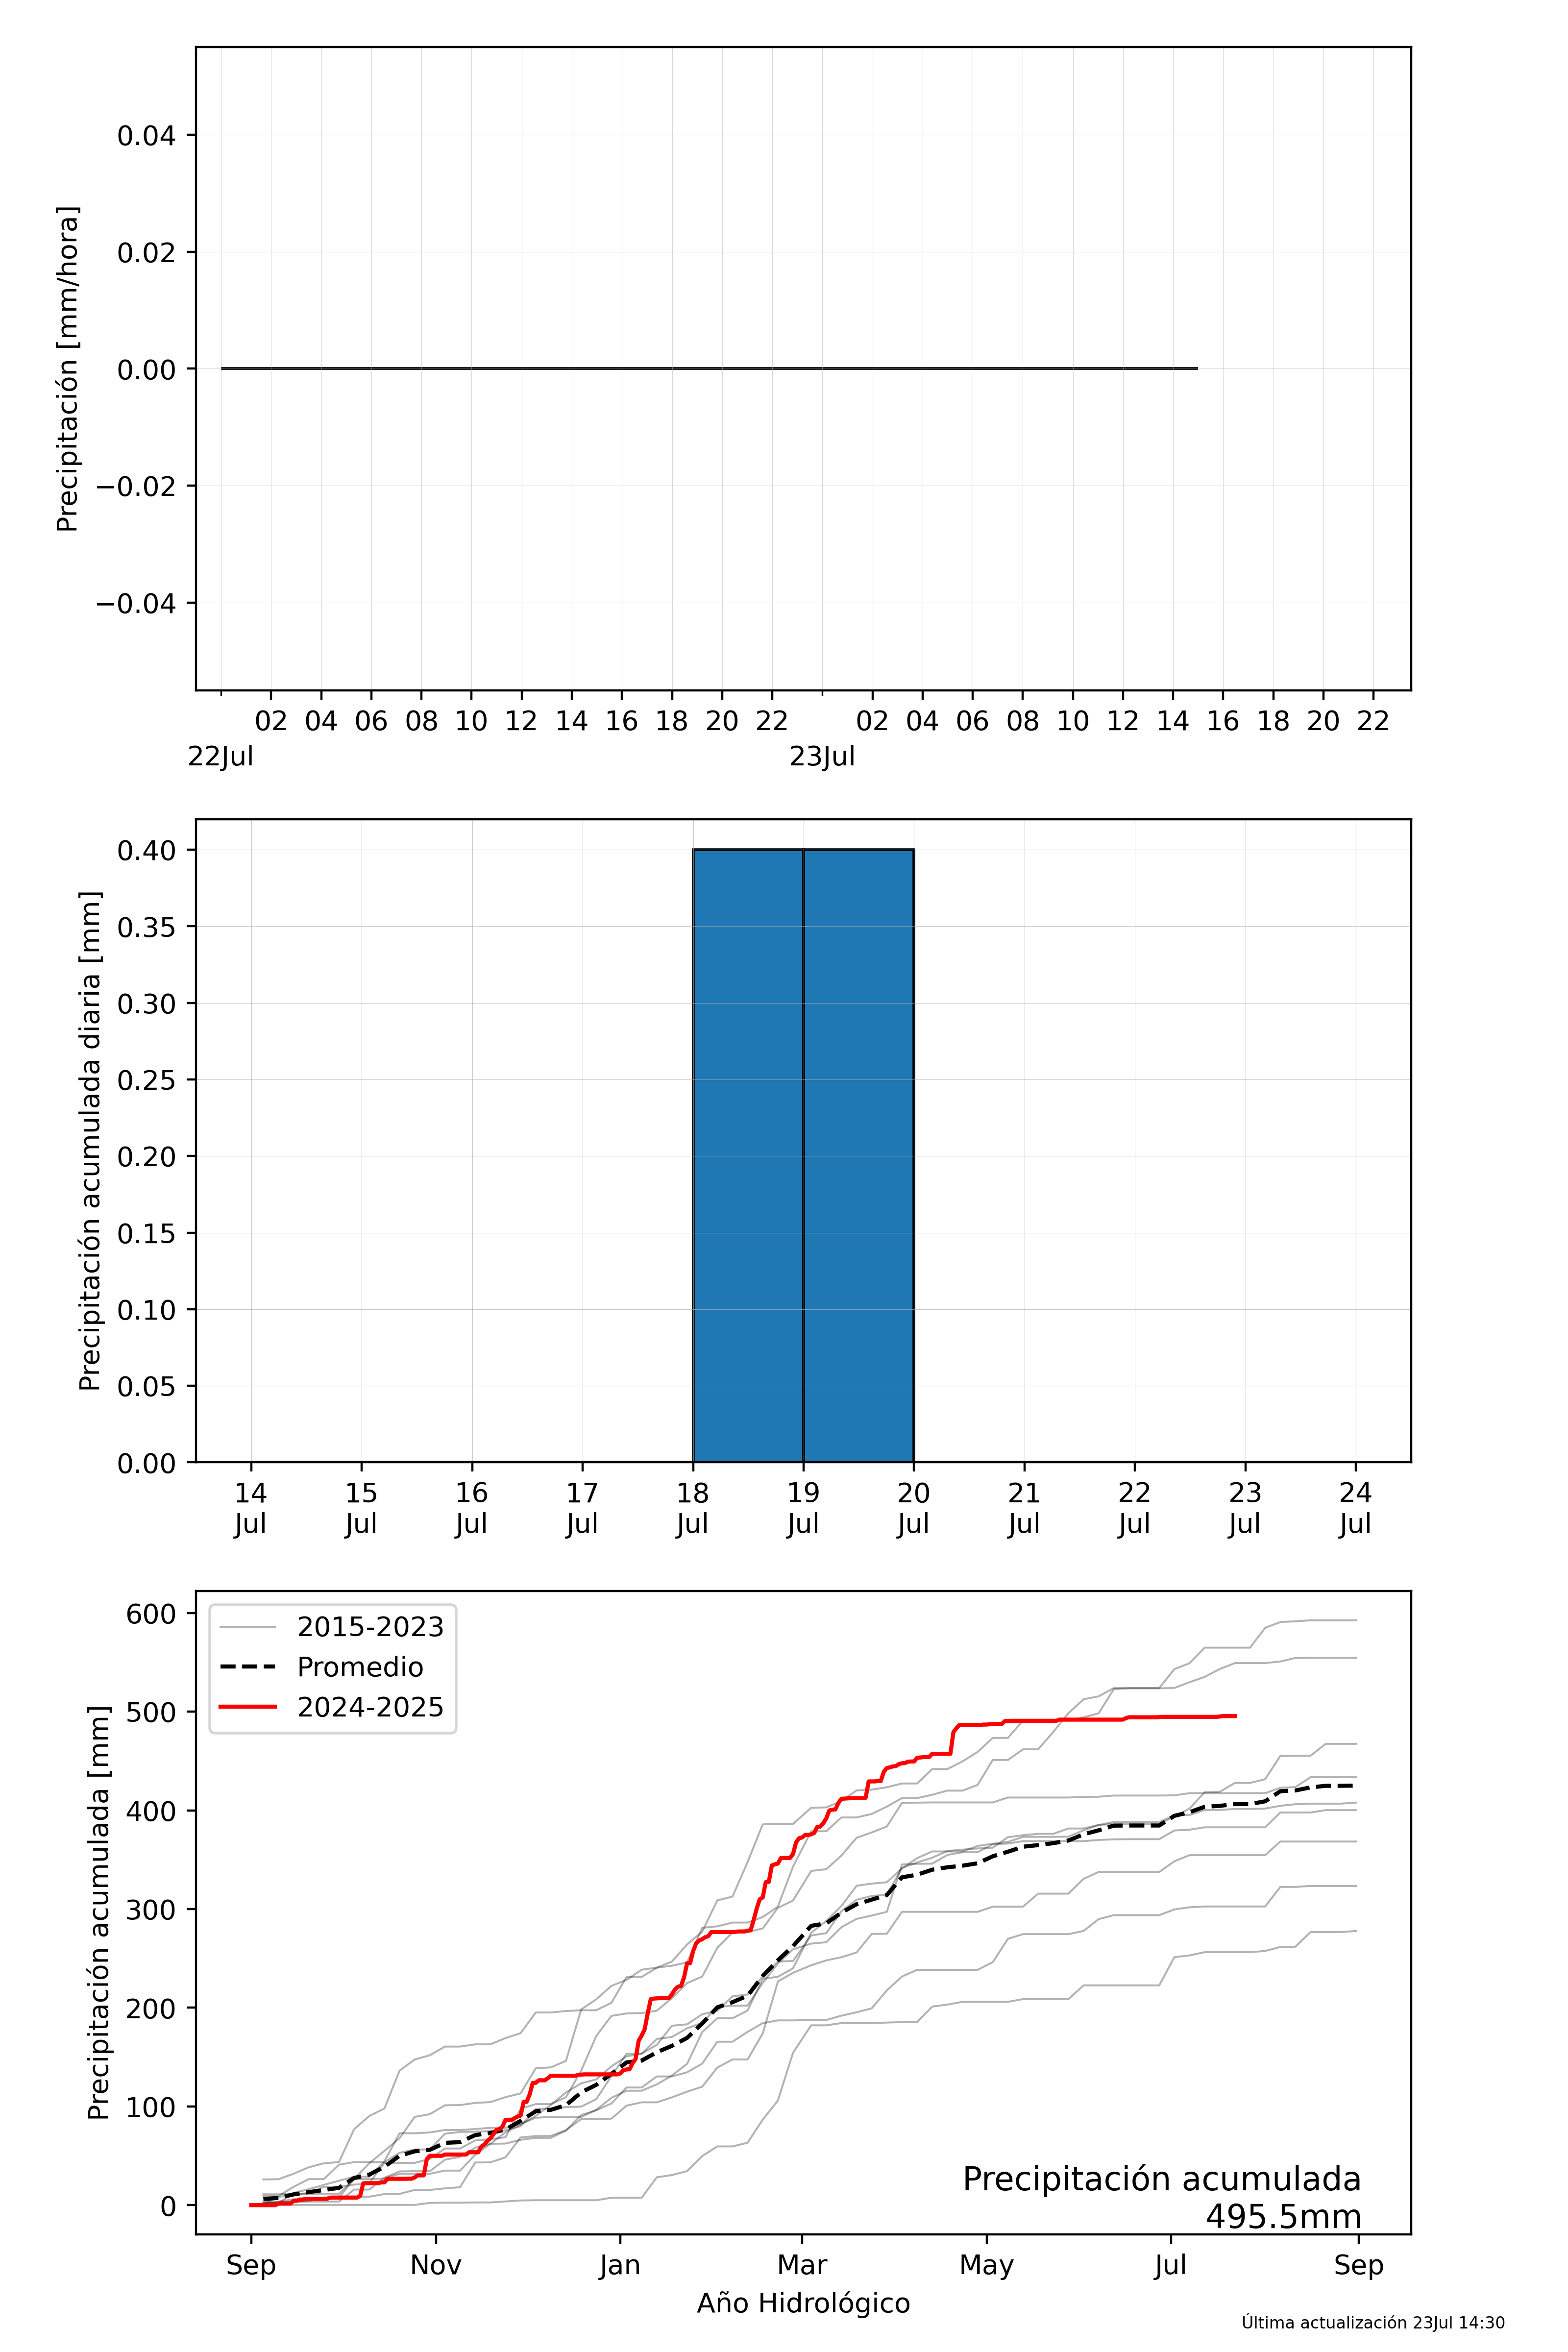 Precipitación [mm/hora]
0.04
0.02
0.00
−0.02
−0.04
02 04 06 08 10 12 14 16 18 20 22 02 04 06 08 10 12 14 16 18 20 22
22Jul 23Jul
Precipitación acumulada diaria [mm]
0.40
0.35
0.30
0.25
0.20
0.15
0.10
0.05
0.00
14 15 16 17 18 19 20 21 22 23 24
Jul Jul Jul Jul Jul Jul Jul Jul Jul Jul Jul
Precipitación acumulada [mm]
600
500
400
300
200
100
0
2015-2023
Promedio
2024-2025
Precipitación acumulada
495.5mm
Sep Nov Jan Mar May Jul Sep
Año Hidrológico
Última actualización 23Jul 14:30